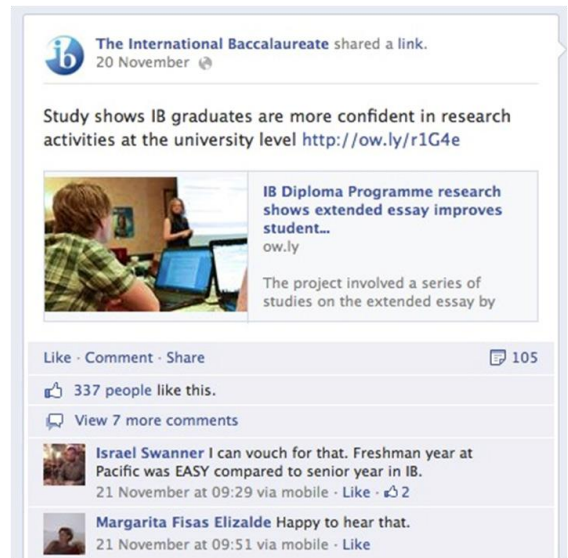 ib
The International Baccalaureate shared a link.
20 November
Study shows IB graduates are more confident in research
activities at the university level http://ow.ly/r1G4e
IB Diploma Programme research
shows extended essay improves
student...
ow.ly
The project involved a series of
studies on the extended essay by
Like · Comment · Share 105
337 people like this.
View 7 more comments
Israel Swanner I can vouch for that. Freshman year at
Pacific was EASY compared to senior year in IB.
21 November at 09:29 via mobile · Like · 2
Margarita Fisas Elizalde Happy to hear that.
21 November at 09:51 via mobile · Like